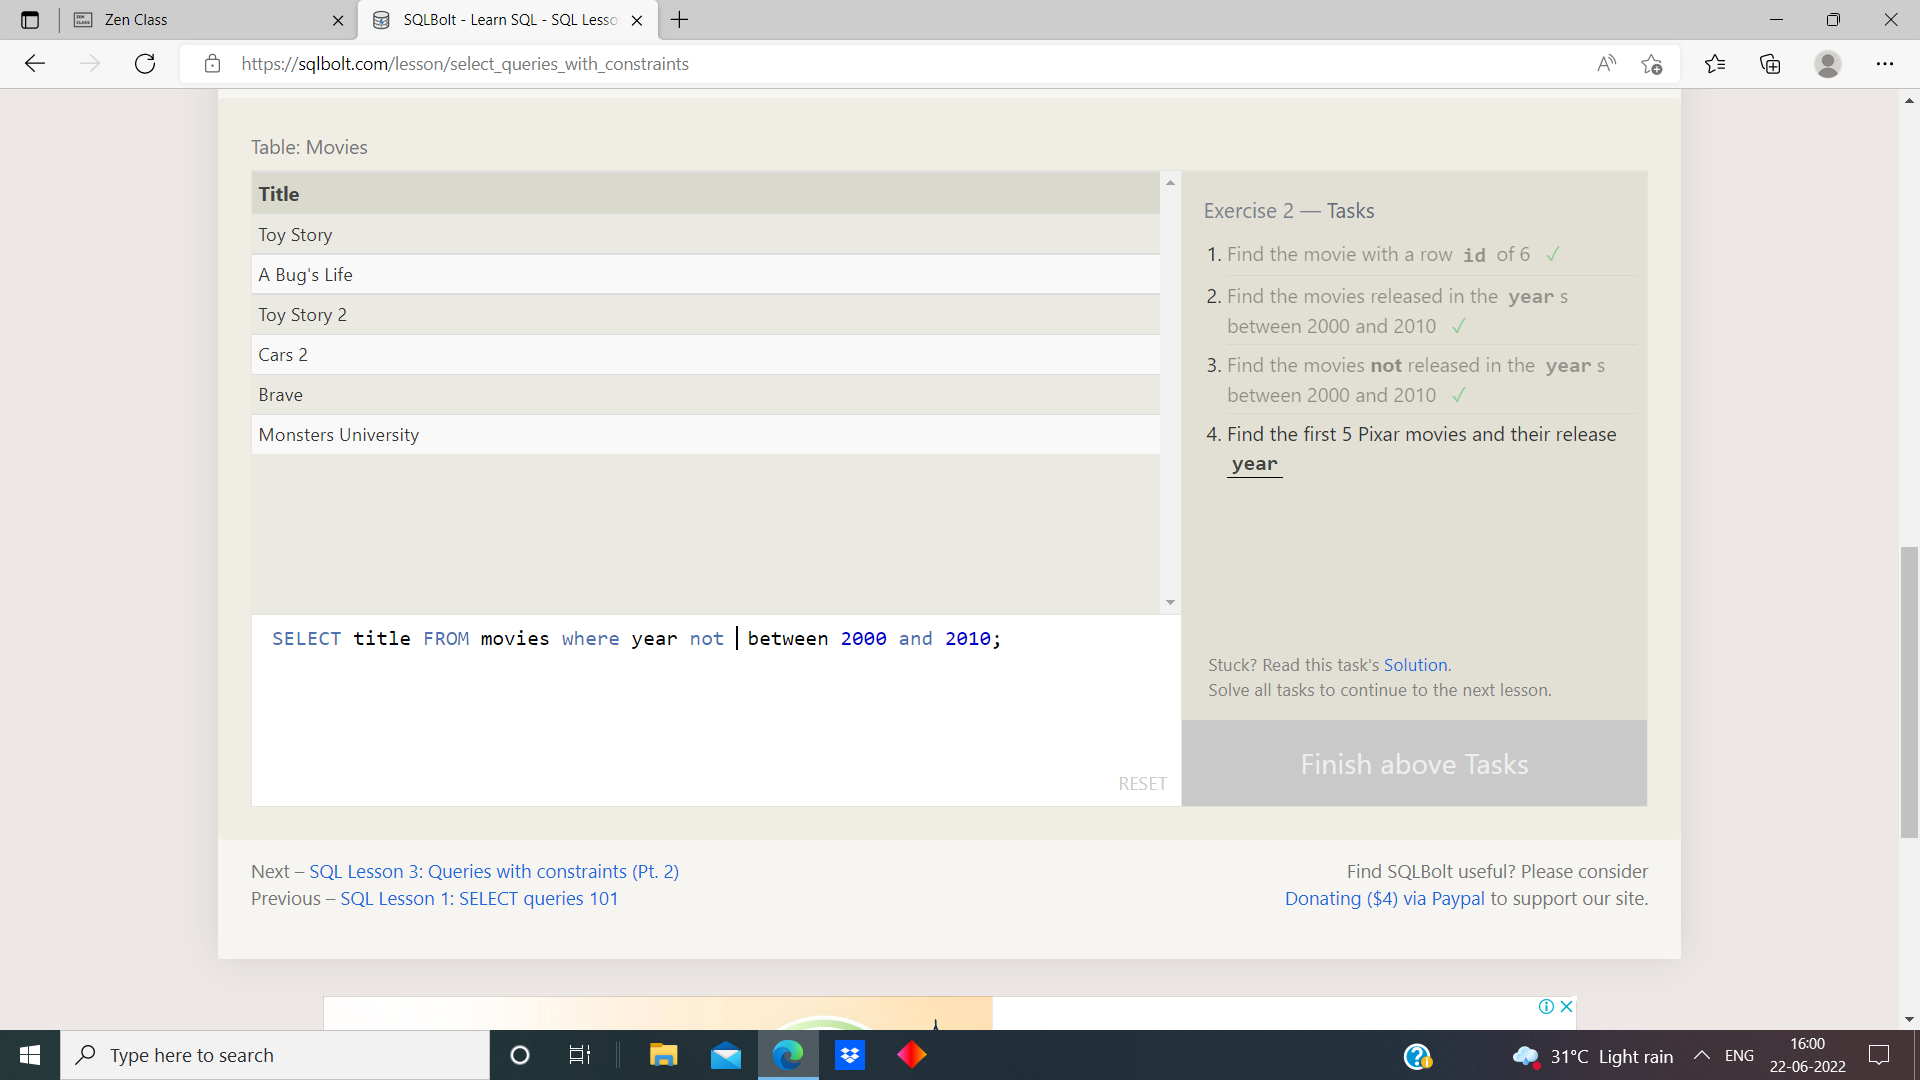 Zen Class
SQLBolt - Learn SQL - SQL Lesso
https://sqlbolt.com/lesson/select_queries_with_constraints
Table: Movies
Title
Toy Story
A Bug's Life
Toy Story 2
Cars 2
Brave
Monsters University
SELECT title FROM movies where year not between 2000 and 2010;
RESET
Exercise 2 — Tasks
1. Find the movie with a row id of 6 ✓
2. Find the movies released in the year s
between 2000 and 2010 ✓
3. Find the movies not released in the year s
between 2000 and 2010 ✓
4. Find the first 5 Pixar movies and their release
year
Stuck? Read this task's Solution.
Solve all tasks to continue to the next lesson.
Finish above Tasks
Next – SQL Lesson 3: Queries with constraints (Pt. 2)
Previous – SQL Lesson 1: SELECT queries 101
Find SQLBolt useful? Please consider
Donating ($4) via Paypal to support our site.
Type here to search
31°C Light rain
ENG
16:00
22-06-2022